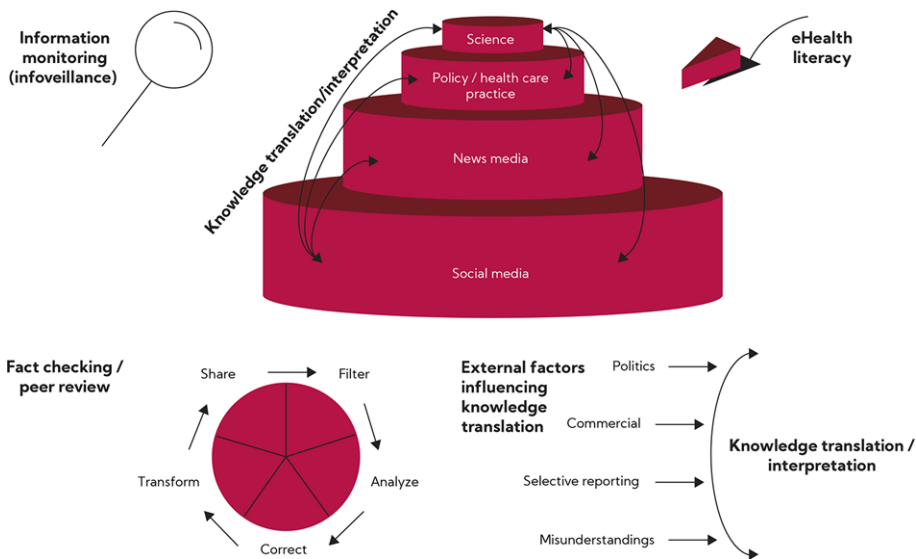 Information
monitoring
(infoveillance)
Knowledge translation/interpretation
Science
Policy / health care
practice
News media
Social media
eHealth
literacy
Fact checking /
peer review
Share
Filter
Analyze
Correct
Transform
External factors
influencing
knowledge
translation
Politics
Commercial
Selective reporting
Misunderstandings
Knowledge translation /
interpretation